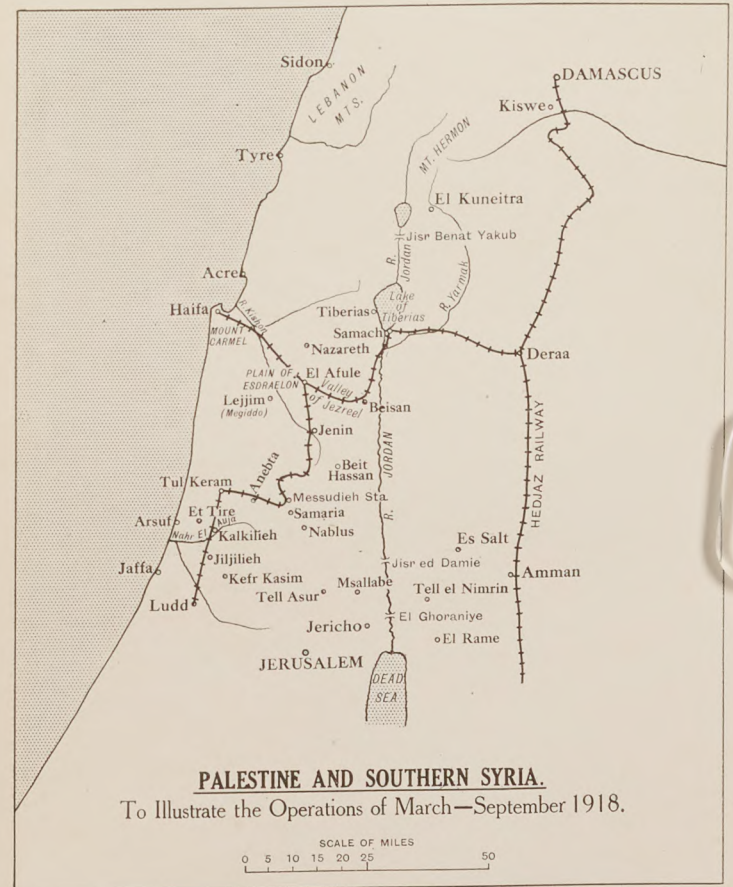 Sidon
LEBANON
MTS.
DAMASCUS
Kiswe
Tyre
MT. HERMON
El Kuneitra
Jisr Benat Yakub
R.
Jordan
R. Yarmak
Acre
Haifa
R. Kishon
MOUNT
CARMEL
Lake
of
Tiberias
Tiberias
Samach
Nazareth
Deraa
PLAIN OF
ESDRAELON
El Afule
Valley
of Jezreel
Lejjim
(Megiddo)
Beisan
Jenin
R. JORDAN
HEDJAZ RAILWAY
Beit
Hassan
Anebta
Tul Keram
Messudieh Sta.
Et Tire
Samaria
Arsuf
Nahr El Auja
Kalkilieh
Nablus
Es Salt
Jiljilieh
Jisr ed Damie
Jaffa
Kefr Kasim
Amman
Msallabe
Tell el Nimrin
Tell Asur
Ludd
El Ghoraniye
Jericho
El Rame
JERUSALEM
DEAD
SEA
PALESTINE AND SOUTHERN SYRIA.
To Illustrate the Operations of March—September 1918.
SCALE OF MILES
0 5 10 15 20 25 50